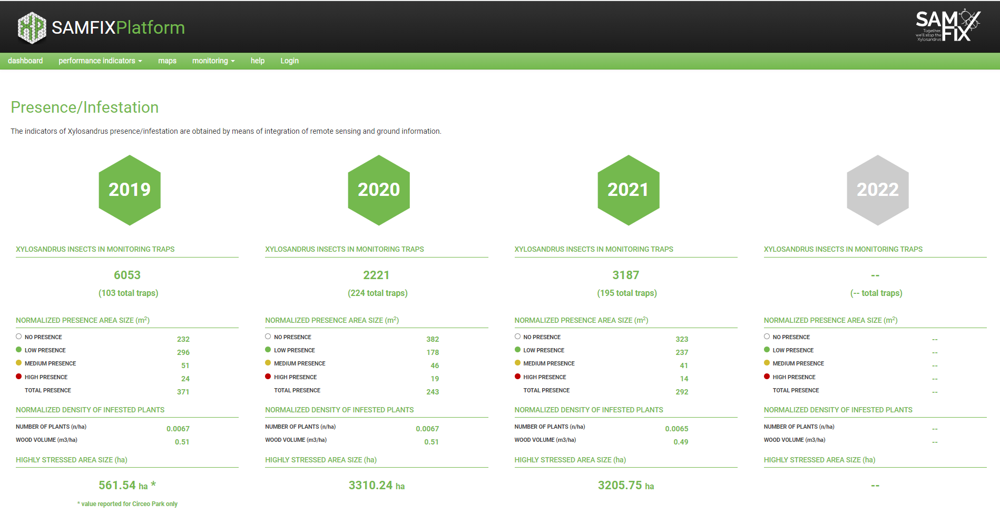 SAMFIXPlatform
SAM
FIX
Together,
we'll stop the
Xylosandrus
dashboard performance indicators maps monitoring help Login
Presence/Infestation
The indicators of Xylosandrus presence/infestation are obtained by means of integration of remote sensing and ground information.
2019
XYLOSANDRUS INSECTS IN MONITORING TRAPS
6053
(103 total traps)
NORMALIZED PRESENCE AREA SIZE (m²)
NO PRESENCE 232
LOW PRESENCE 296
MEDIUM PRESENCE 51
HIGH PRESENCE 24
TOTAL PRESENCE 371
NORMALIZED DENSITY OF INFESTED PLANTS
NUMBER OF PLANTS (n/ha) 0.0067
WOOD VOLUME (m3/ha) 0.51
HIGHLY STRESSED AREA SIZE (ha)
561.54 ha *
* value reported for Circeo Park only
2020
XYLOSANDRUS INSECTS IN MONITORING TRAPS
2221
(224 total traps)
NORMALIZED PRESENCE AREA SIZE (m²)
NO PRESENCE 382
LOW PRESENCE 178
MEDIUM PRESENCE 46
HIGH PRESENCE 19
TOTAL PRESENCE 243
NORMALIZED DENSITY OF INFESTED PLANTS
NUMBER OF PLANTS (n/ha) 0.0067
WOOD VOLUME (m3/ha) 0.51
HIGHLY STRESSED AREA SIZE (ha)
3310.24 ha
2021
XYLOSANDRUS INSECTS IN MONITORING TRAPS
3187
(195 total traps)
NORMALIZED PRESENCE AREA SIZE (m²)
NO PRESENCE 323
LOW PRESENCE 237
MEDIUM PRESENCE 41
HIGH PRESENCE 14
TOTAL PRESENCE 292
NORMALIZED DENSITY OF INFESTED PLANTS
NUMBER OF PLANTS (n/ha) 0.0065
WOOD VOLUME (m3/ha) 0.49
HIGHLY STRESSED AREA SIZE (ha)
3205.75 ha
2022
XYLOSANDRUS INSECTS IN MONITORING TRAPS
--
(-- total traps)
NORMALIZED PRESENCE AREA SIZE (m²)
NO PRESENCE --
LOW PRESENCE --
MEDIUM PRESENCE --
HIGH PRESENCE --
TOTAL PRESENCE --
NORMALIZED DENSITY OF INFESTED PLANTS
NUMBER OF PLANTS (n/ha) --
WOOD VOLUME (m3/ha) --
HIGHLY STRESSED AREA SIZE (ha)
--